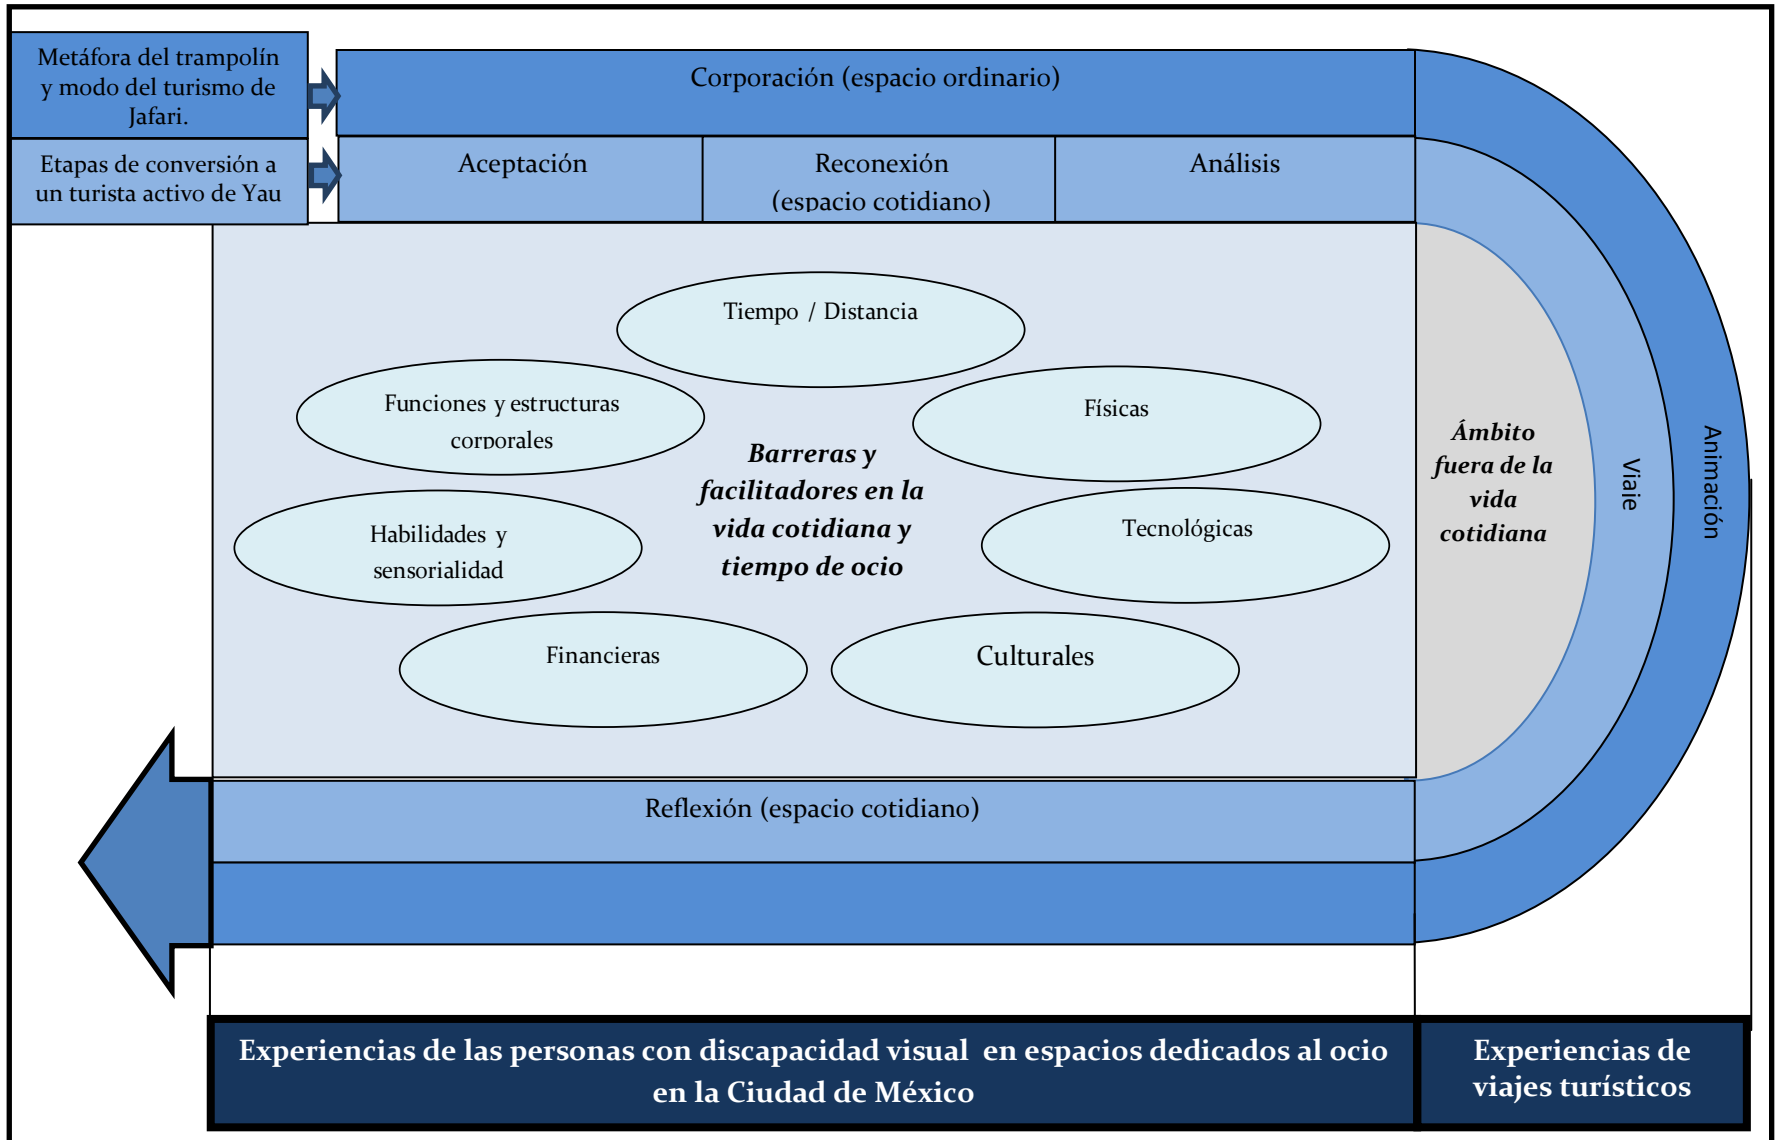 Metáfora del trampolín
y modo del turismo de
Jafari.
Corporación (espacio ordinario)
Etapas de conversión a
un turista activo de Yau
Aceptación
Reconexión
(espacio cotidiano)
Análisis
Tiempo / Distancia
Funciones y estructuras
corporales
Físicas
Barreras y
facilitadores en la
vida cotidiana y
tiempo de ocio
Habilidades y
sensorialidad
Tecnológicas
Financieras
Culturales
Ámbito
fuera de la
vida
cotidiana
Viaje
Animación
Reflexión (espacio cotidiano)
Experiencias de las personas con discapacidad visual en espacios dedicados al ocio
en la Ciudad de México
Experiencias de
viajes turísticos